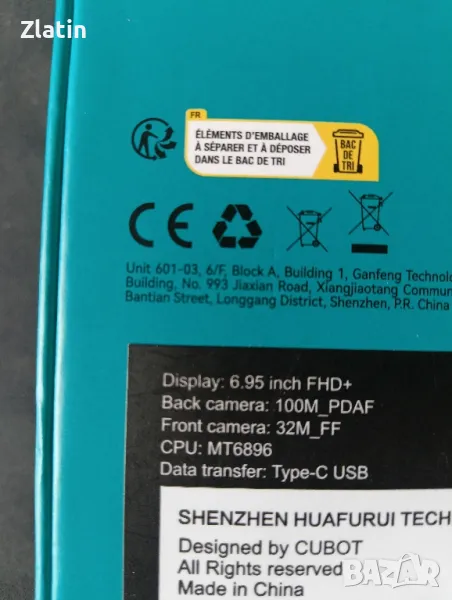 Zlatin
FR
ÉLÉMENTS D'EMBALLAGE
À SÉPARER ET À DÉPOSER
DANS LE BAC DE TRI
BAC
DE
TRI
CE
Unit 601-03, 6/F, Block A, Building 1, Ganfeng Technolo
Building, No. 993 Jiaxian Road, Xiangjiaotang Commun
Bantian Street, Longgang District, Shenzhen, P.R. China
Display: 6.95 inch FHD+
Back camera: 100M_PDAF
Front camera: 32M_FF
CPU: MT6896
Data transfer: Type-C USB
SHENZHEN HUAFURUI TECH
Designed by CUBOT
All Rights reserved
Made in China
BAZAR